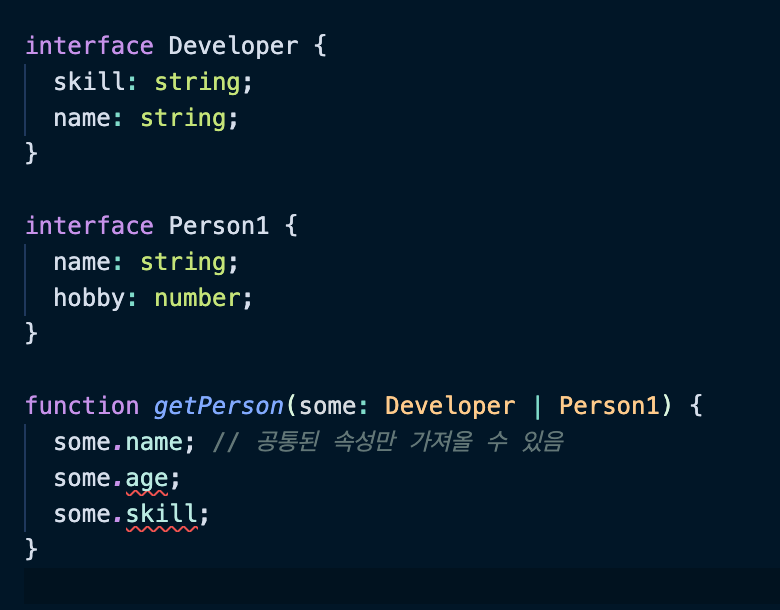 interface Developer {
skill: string;
name: string;
}
interface Person1 {
name: string;
hobby: number;
}
function getPerson(some: Developer | Person1) {
some.name; // 공통된 속성만 가져올 수 있음
some.age;
some.skill;
}